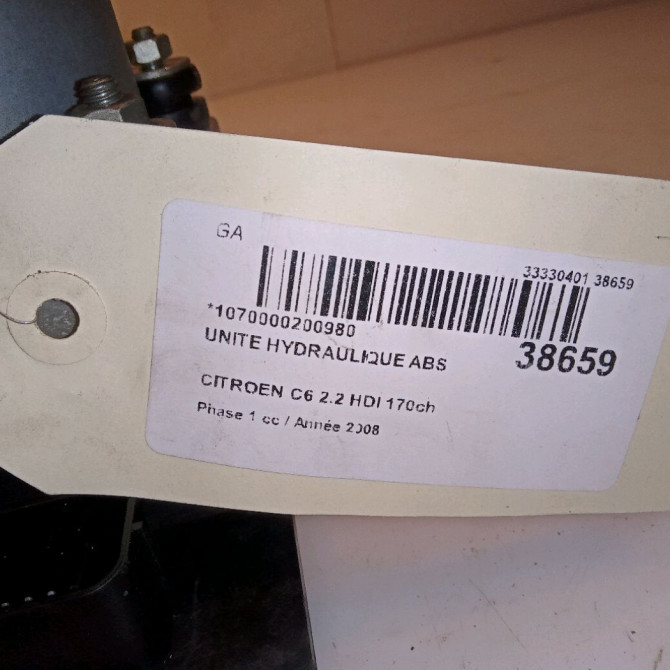 GA
33330401 38659
*1070000200980
38659
UNITE HYDRAULIQUE ABS
CITROEN C6 2.2 HDI 170ch
Phase 1 cc / Année 2008